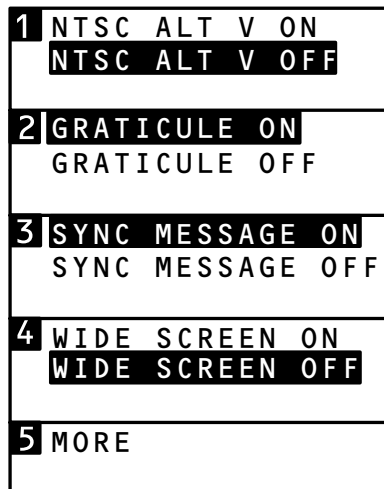 1 NTSC ALT V ON
NTSC ALT V OFF
2 GRATICULE ON
GRATICULE OFF
3 SYNC MESSAGE ON
SYNC MESSAGE OFF
4 WIDE SCREEN ON
WIDE SCREEN OFF
5 MORE